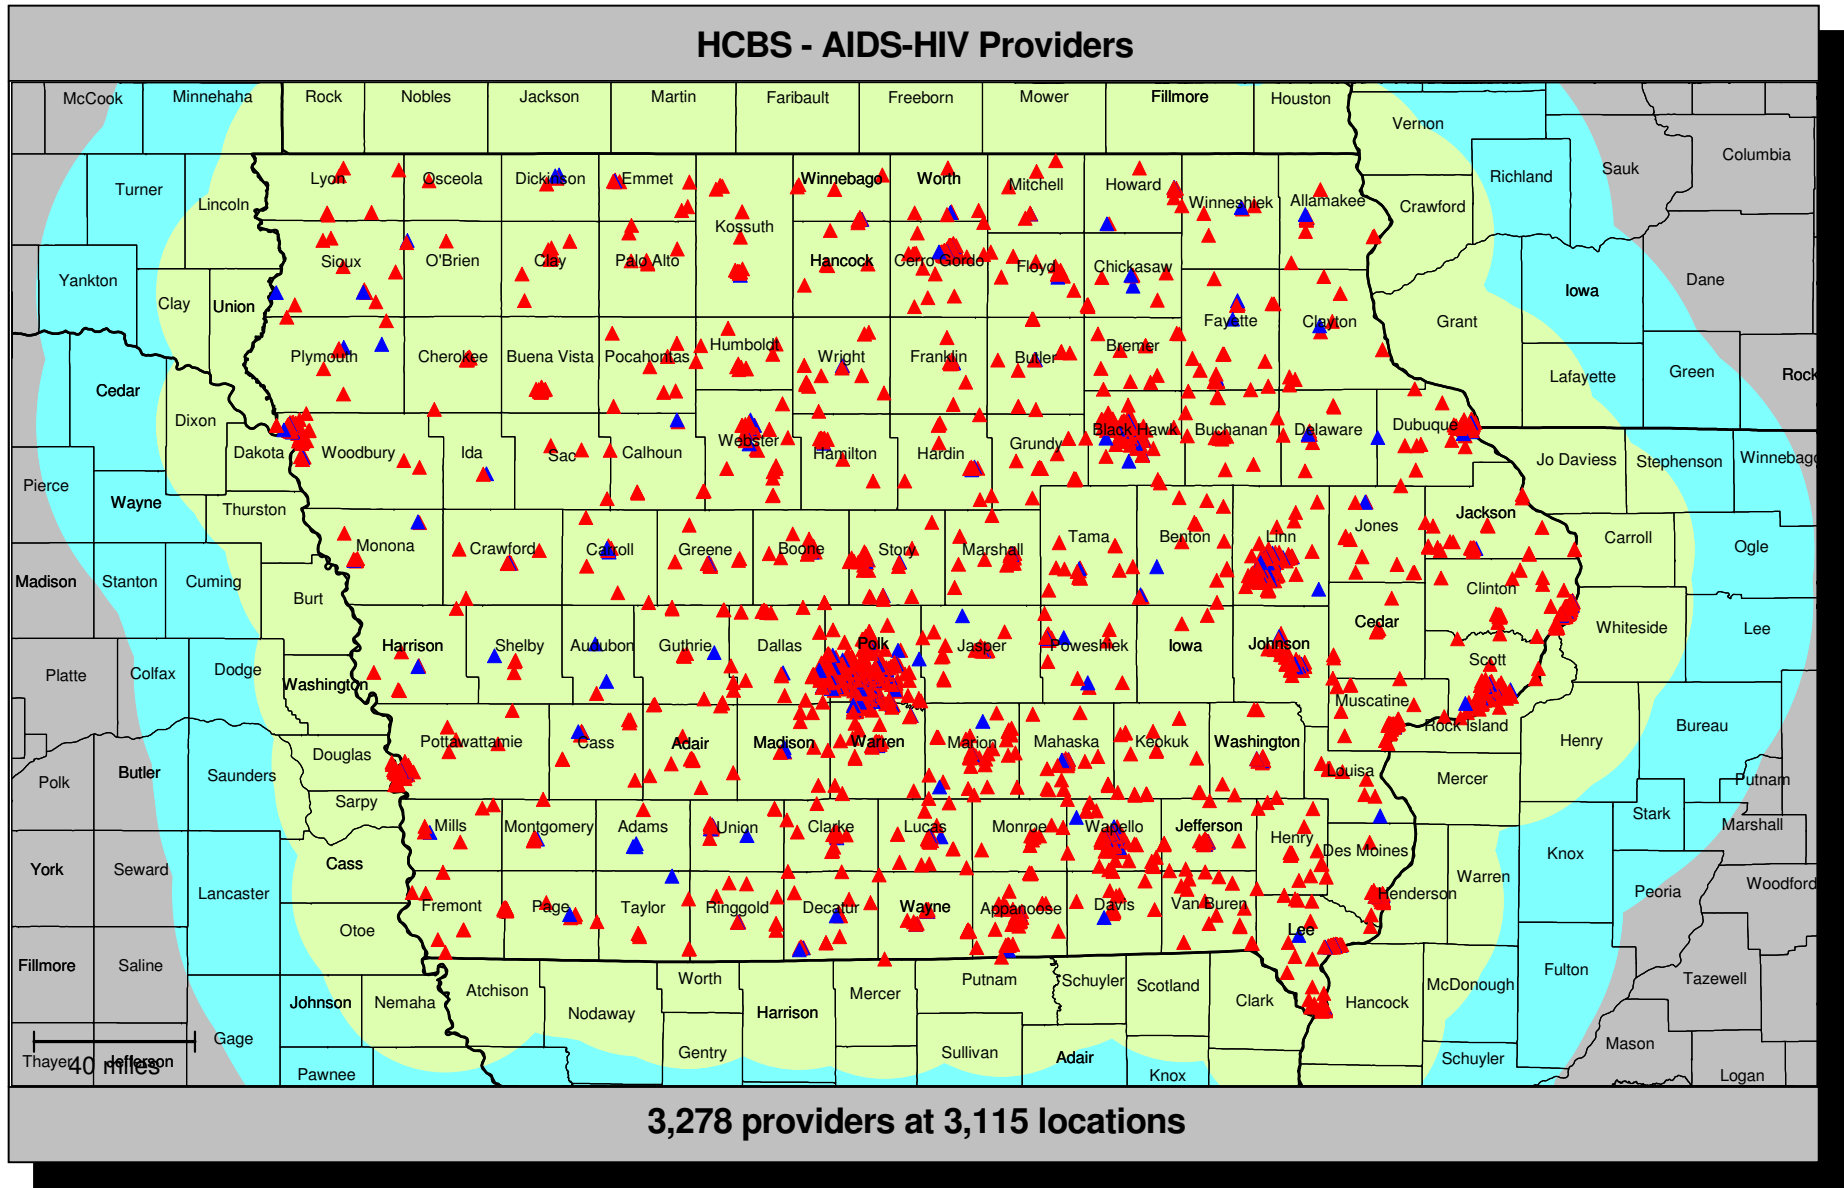 HCBS - AIDS-HIV Providers
McCook Minnehaha Rock Nobles Jackson Martin Faribault Freeborn Mower Fillmore Houston
Vernon Columbia
Sauk Richland
Turner Lincoln Lyon Osceola Dickinson Emmet Winnebago Worth Mitchell Howard Winneshiek Allamakee Crawford
Kossuth
Yankton Clay Union Sioux O'Brien Clay Palo Alto Hancock Cerro Gordo Floyd Chickasaw Iowa Dane
Fayette Clayton Grant
Cedar Plymouth Cherokee Buena Vista Pocahontas Humboldt Wright Franklin Butler Bremer Lafayette Green Rock
Dixon Dakota Woodbury Ida Sac Calhoun Webster Hamilton Hardin Grundy Black Hawk Buchanan Delaware Dubuque
Jo Daviess Stephenson Winnebago
Pierce Wayne Thurston
Monona Crawford Carroll Greene Boone Story Marshall Tama Benton Linn Jones Jackson Carroll Ogle
Madison Stanton Cuming Burt Clinton
Harrison Shelby Audubon Guthrie Dallas Polk Jasper Poweshiek Iowa Johnson Cedar Whiteside Lee
Platte Colfax Dodge Washington Scott
Muscatine Rock Island Henry Bureau
Douglas Pottawattamie Cass Adair Madison Warren Marion Mahaska Keokuk Washington
Polk Butler Saunders Louisa Mercer Putnam
Sarpy Mills Montgomery Adams Union Clarke Lucas Monroe Wapello Jefferson Henry Des Moines Stark Marshall
York Seward Lancaster Cass Henderson Warren Knox Peoria Woodford
Fremont Page Taylor Ringgold Decatur Wayne Appanoose Davis Van Buren Lee
Otoe
Fillmore Saline Fulton Tazewell
Johnson Nemaha Atchison Nodaway Worth Harrison Mercer Putnam Schuyler Scotland Clark Hancock McDonough
Gage Gentry Sullivan Adair Schuyler Mason
Thayer Jefferson
40 miles
Pawnee Knox Logan
3,278 providers at 3,115 locations